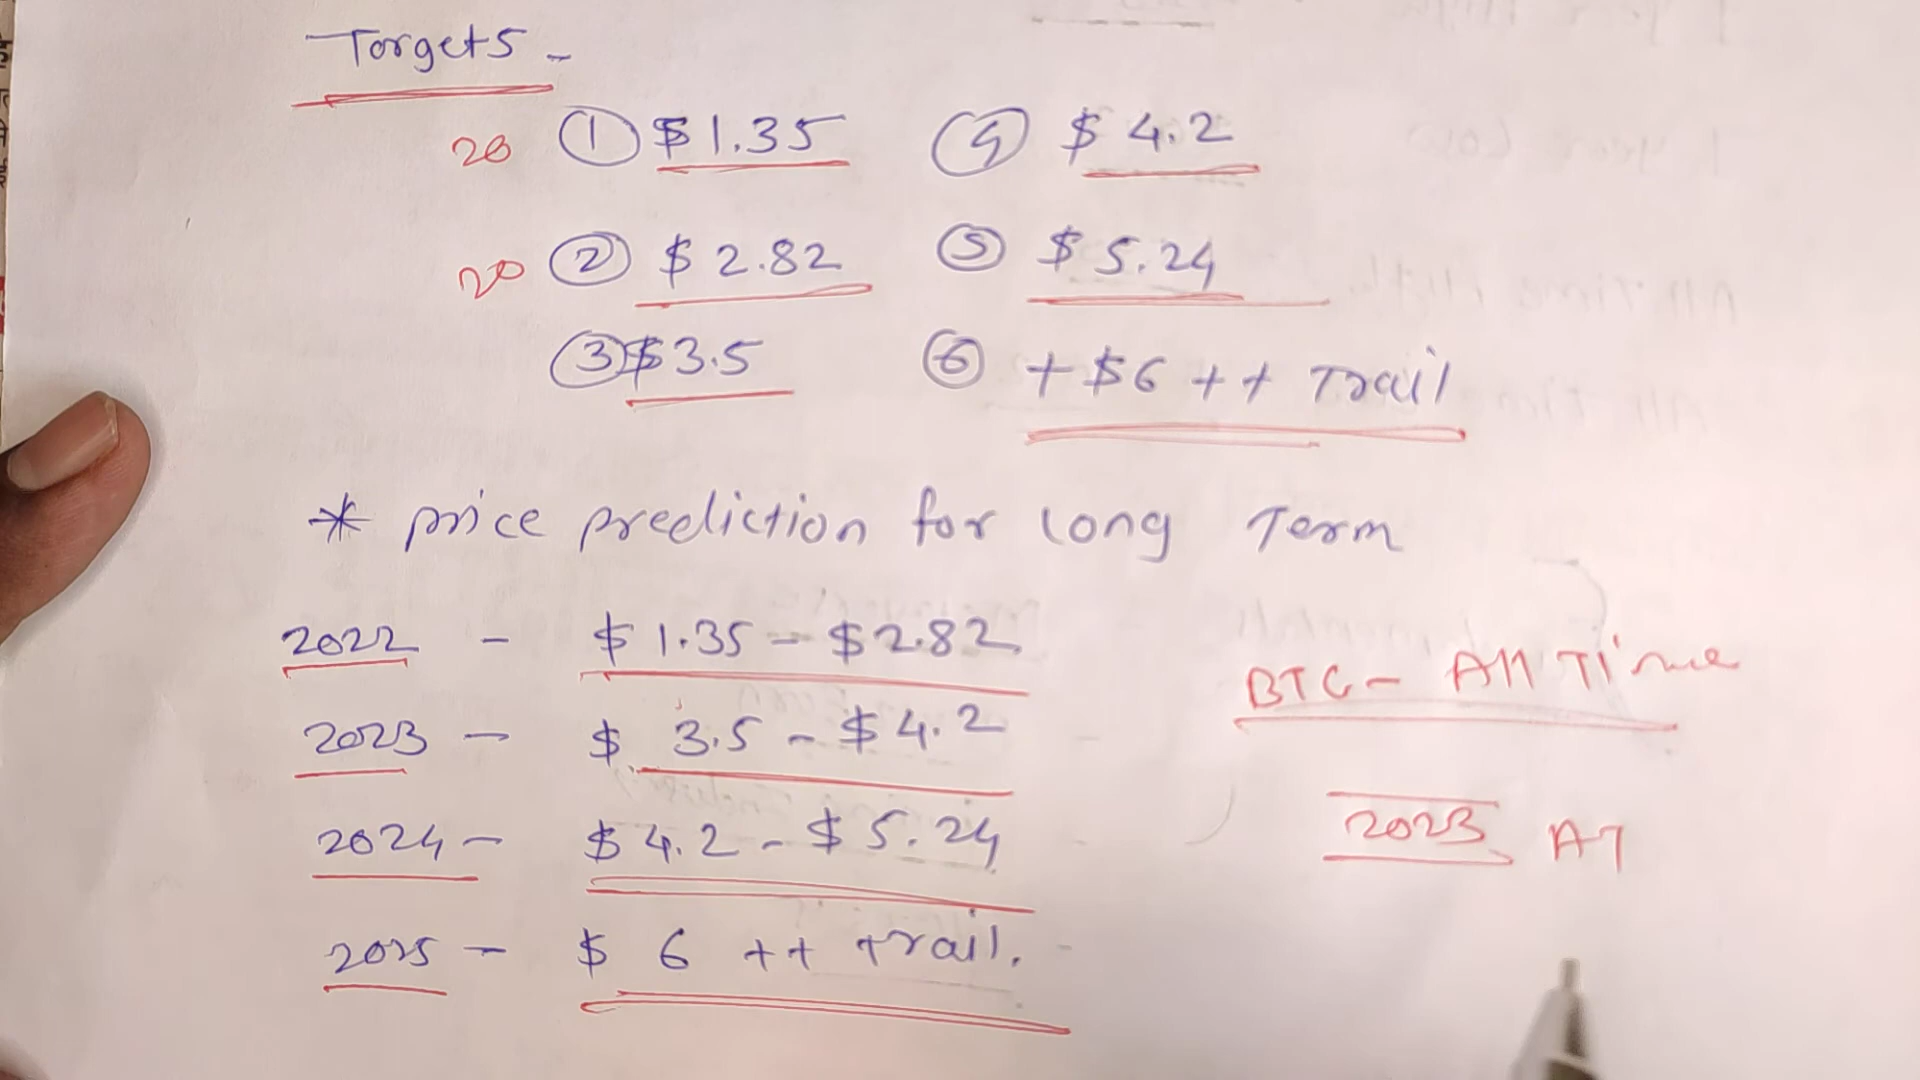 Torgets -
20 ① $1.35 ④ $ 4.2
20 ② $ 2.82 ⑤ $ 5.24
③ $3.5 ⑥ + $6 ++ Trail
* price prediction for long Term
2022 - $ 1.35 - $ 2.82
2023 - $ 3.5 - $ 4.2
2024 - $ 4.2 - $ 5.24
2025 - $ 6 ++ trail.
BTC - All Time
2023 AT